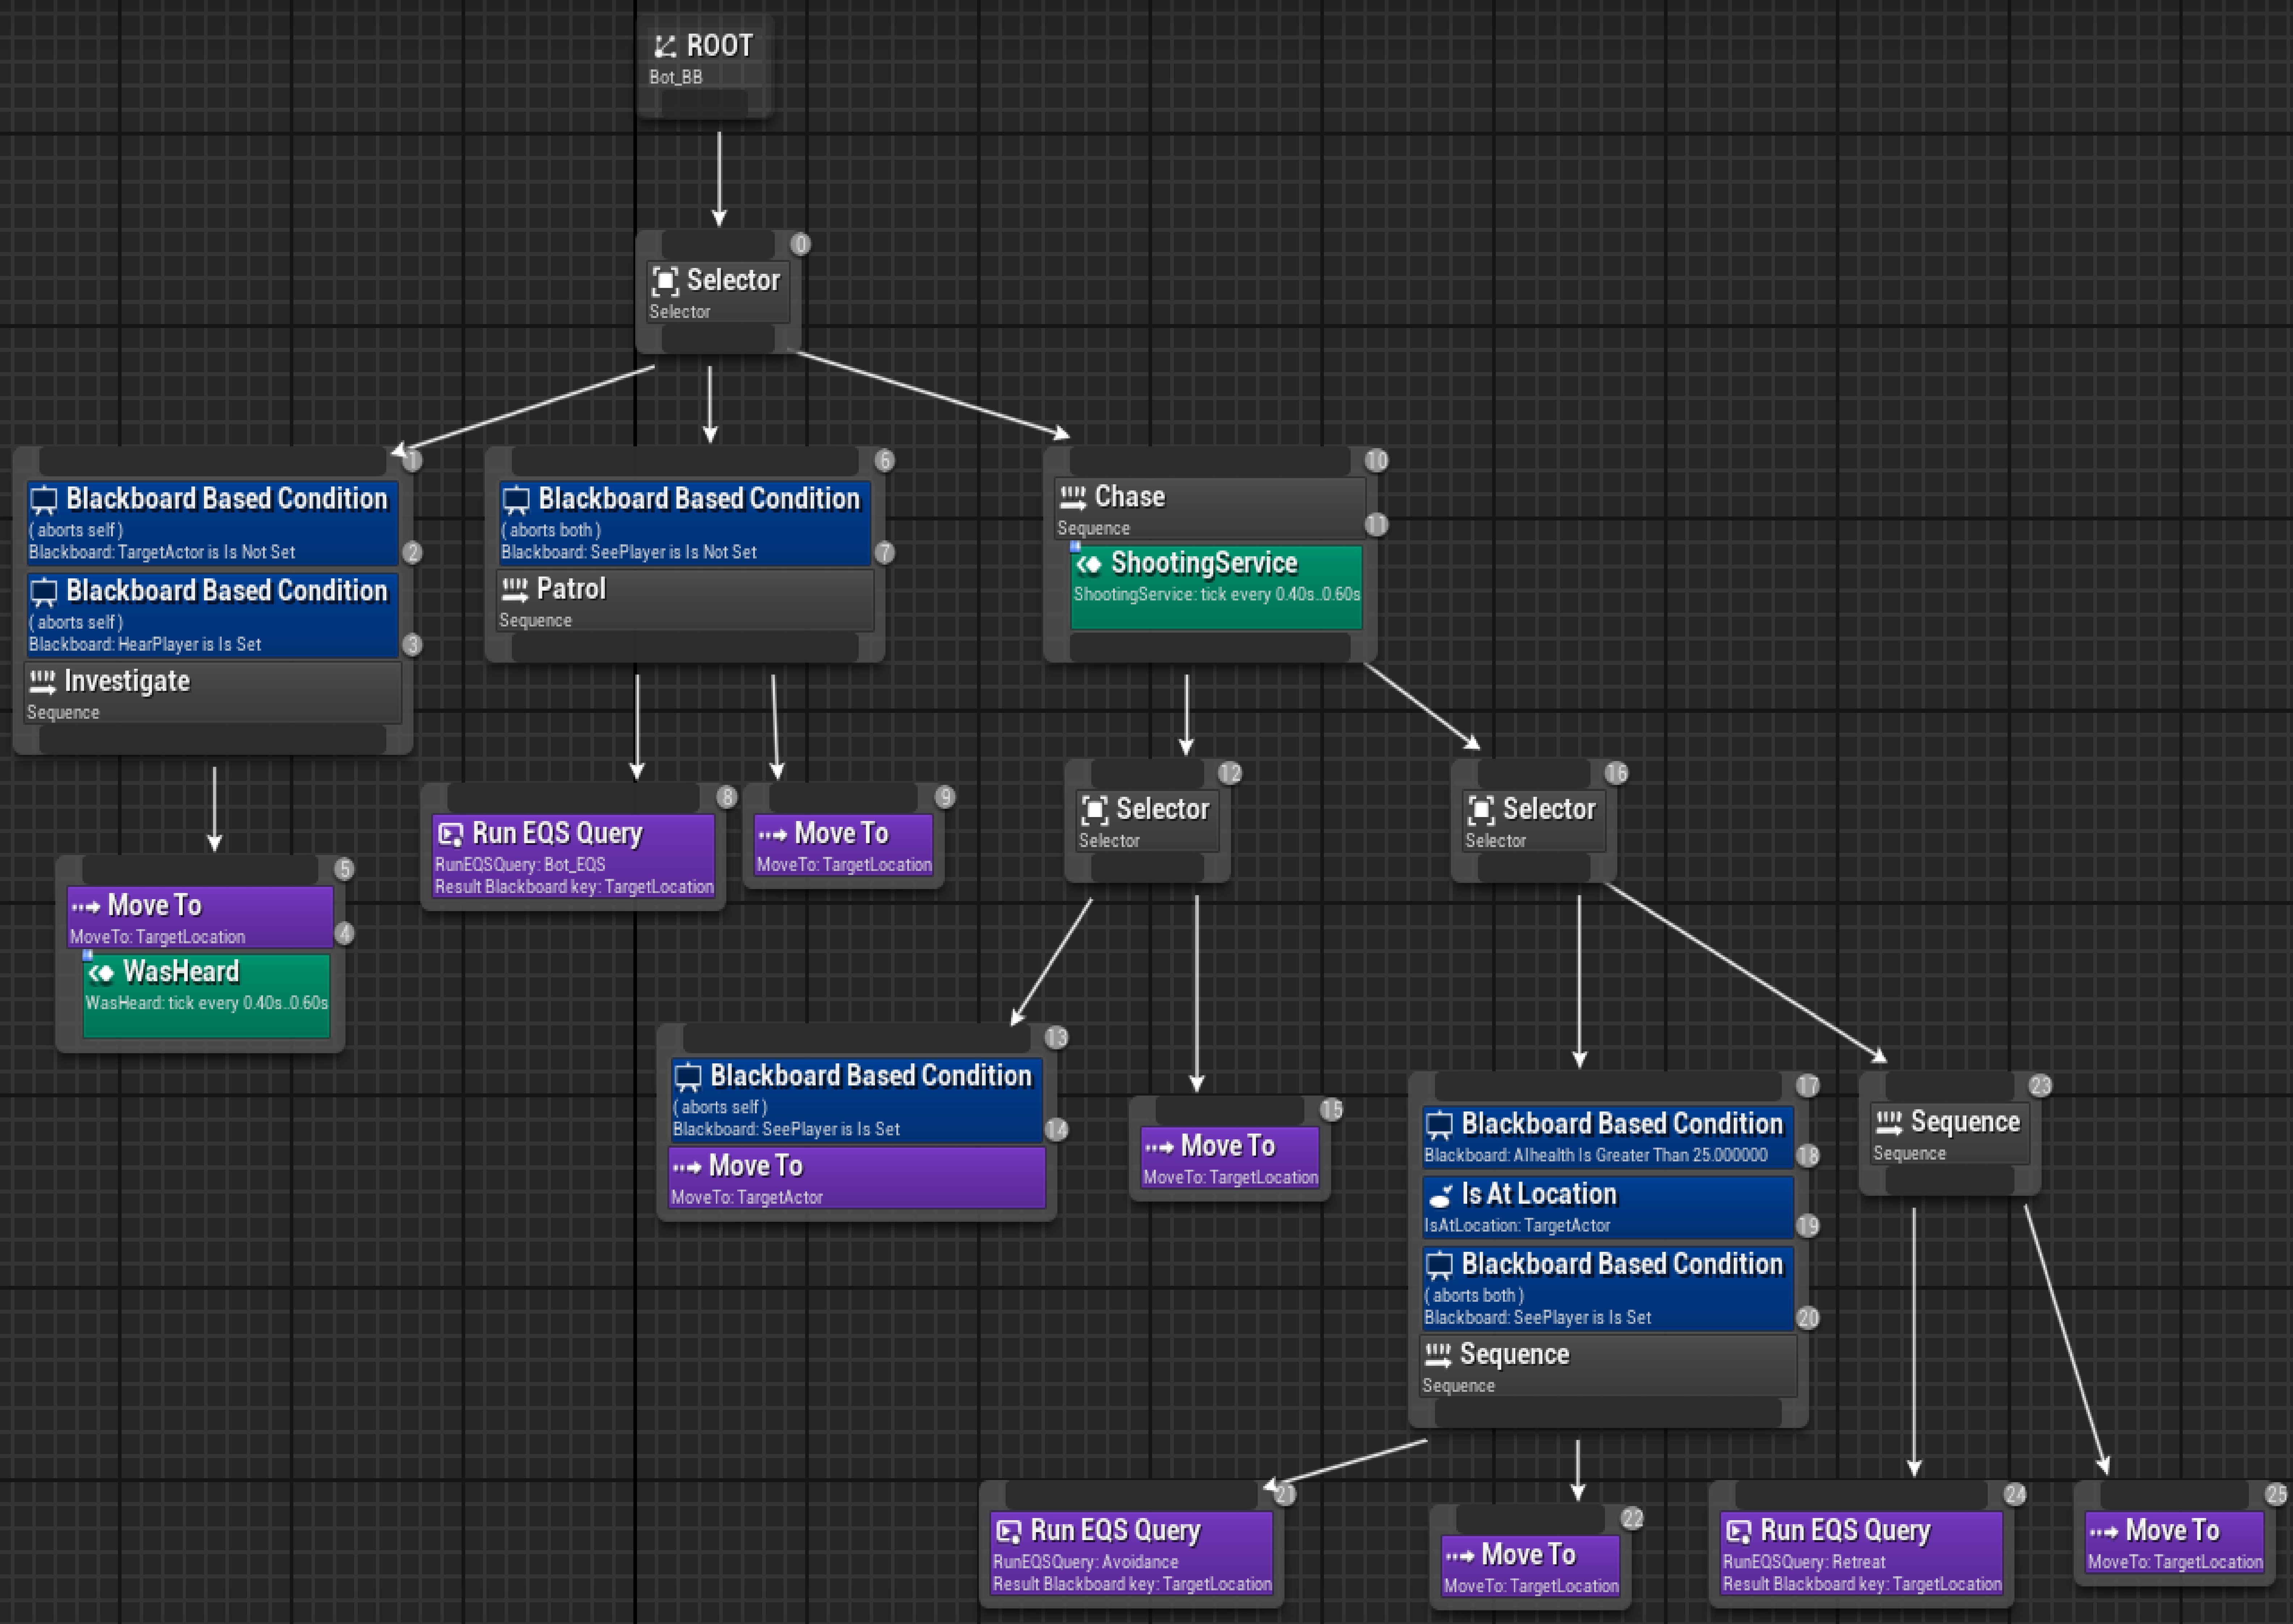 ROOT
Bot_BB
0
Selector
Selector
1
Blackboard Based Condition
( aborts self )
Blackboard: TargetActor is Is Not Set
2
Blackboard Based Condition
( aborts self )
Blackboard: HearPlayer is Is Set
3
Investigate
Sequence
6
Blackboard Based Condition
( aborts both )
Blackboard: SeePlayer is Is Not Set
7
Patrol
Sequence
10
Chase
Sequence
11
ShootingService
ShootingService: tick every 0.40s..0.60s
5
Move To
MoveTo: TargetLocation
4
WasHeard
WasHeard: tick every 0.40s..0.60s
8
Run EQS Query
RunEQSQuery: Bot_EQS
Result Blackboard key: TargetLocation
9
Move To
MoveTo: TargetLocation
12
Selector
Selector
16
Selector
Selector
13
Blackboard Based Condition
( aborts self )
Blackboard: SeePlayer is Is Set
14
Move To
MoveTo: TargetActor
15
Move To
MoveTo: TargetLocation
17
Blackboard Based Condition
Blackboard: AIhealth Is Greater Than 25.000000
18
Is At Location
IsAtLocation: TargetActor
19
Blackboard Based Condition
( aborts both )
Blackboard: SeePlayer is Is Set
20
Sequence
Sequence
23
Sequence
Sequence
21
Run EQS Query
RunEQSQuery: Avoidance
Result Blackboard key: TargetLocation
22
Move To
MoveTo: TargetLocation
24
Run EQS Query
RunEQSQuery: Retreat
Result Blackboard key: TargetLocation
25
Move To
MoveTo: TargetLocation